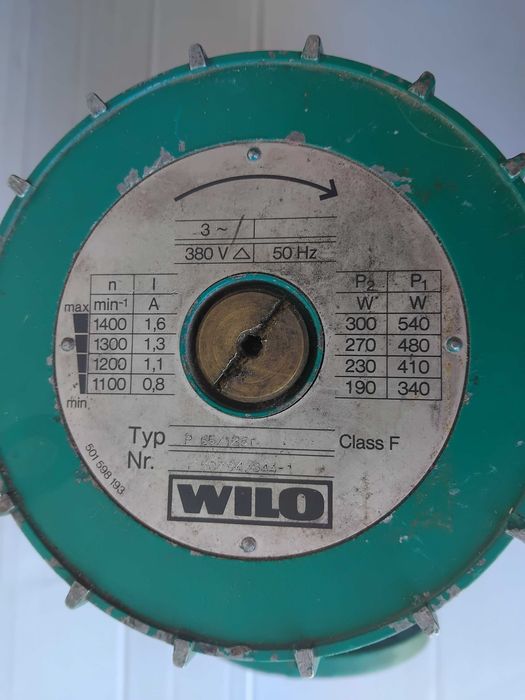 3 ~
380 V △ 50 Hz
n I
min⁻¹ A
max
1400 1,6
1300 1,3
1200 1,1
1100 0,8
min
P₂ P₁
W W
300 540
270 480
230 410
190 340
Typ
Class F
Nr.
501 598 193
WILO